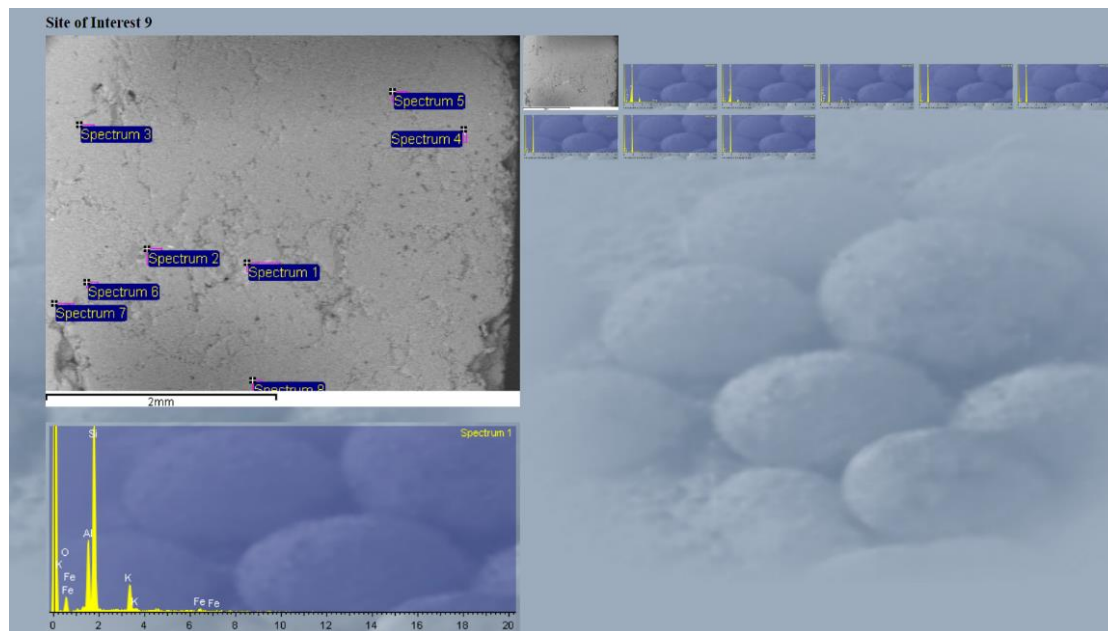 Site of Interest 9
Spectrum 5
Spectrum 3
Spectrum 4
Spectrum 2
Spectrum 1
Spectrum 6
Spectrum 7
Spectrum 8
2mm
Spectrum 1
Si
Al
O
K
K
Fe
Fe
K
Fe Fe
0 2 4 6 8 10 12 14 16 18 20